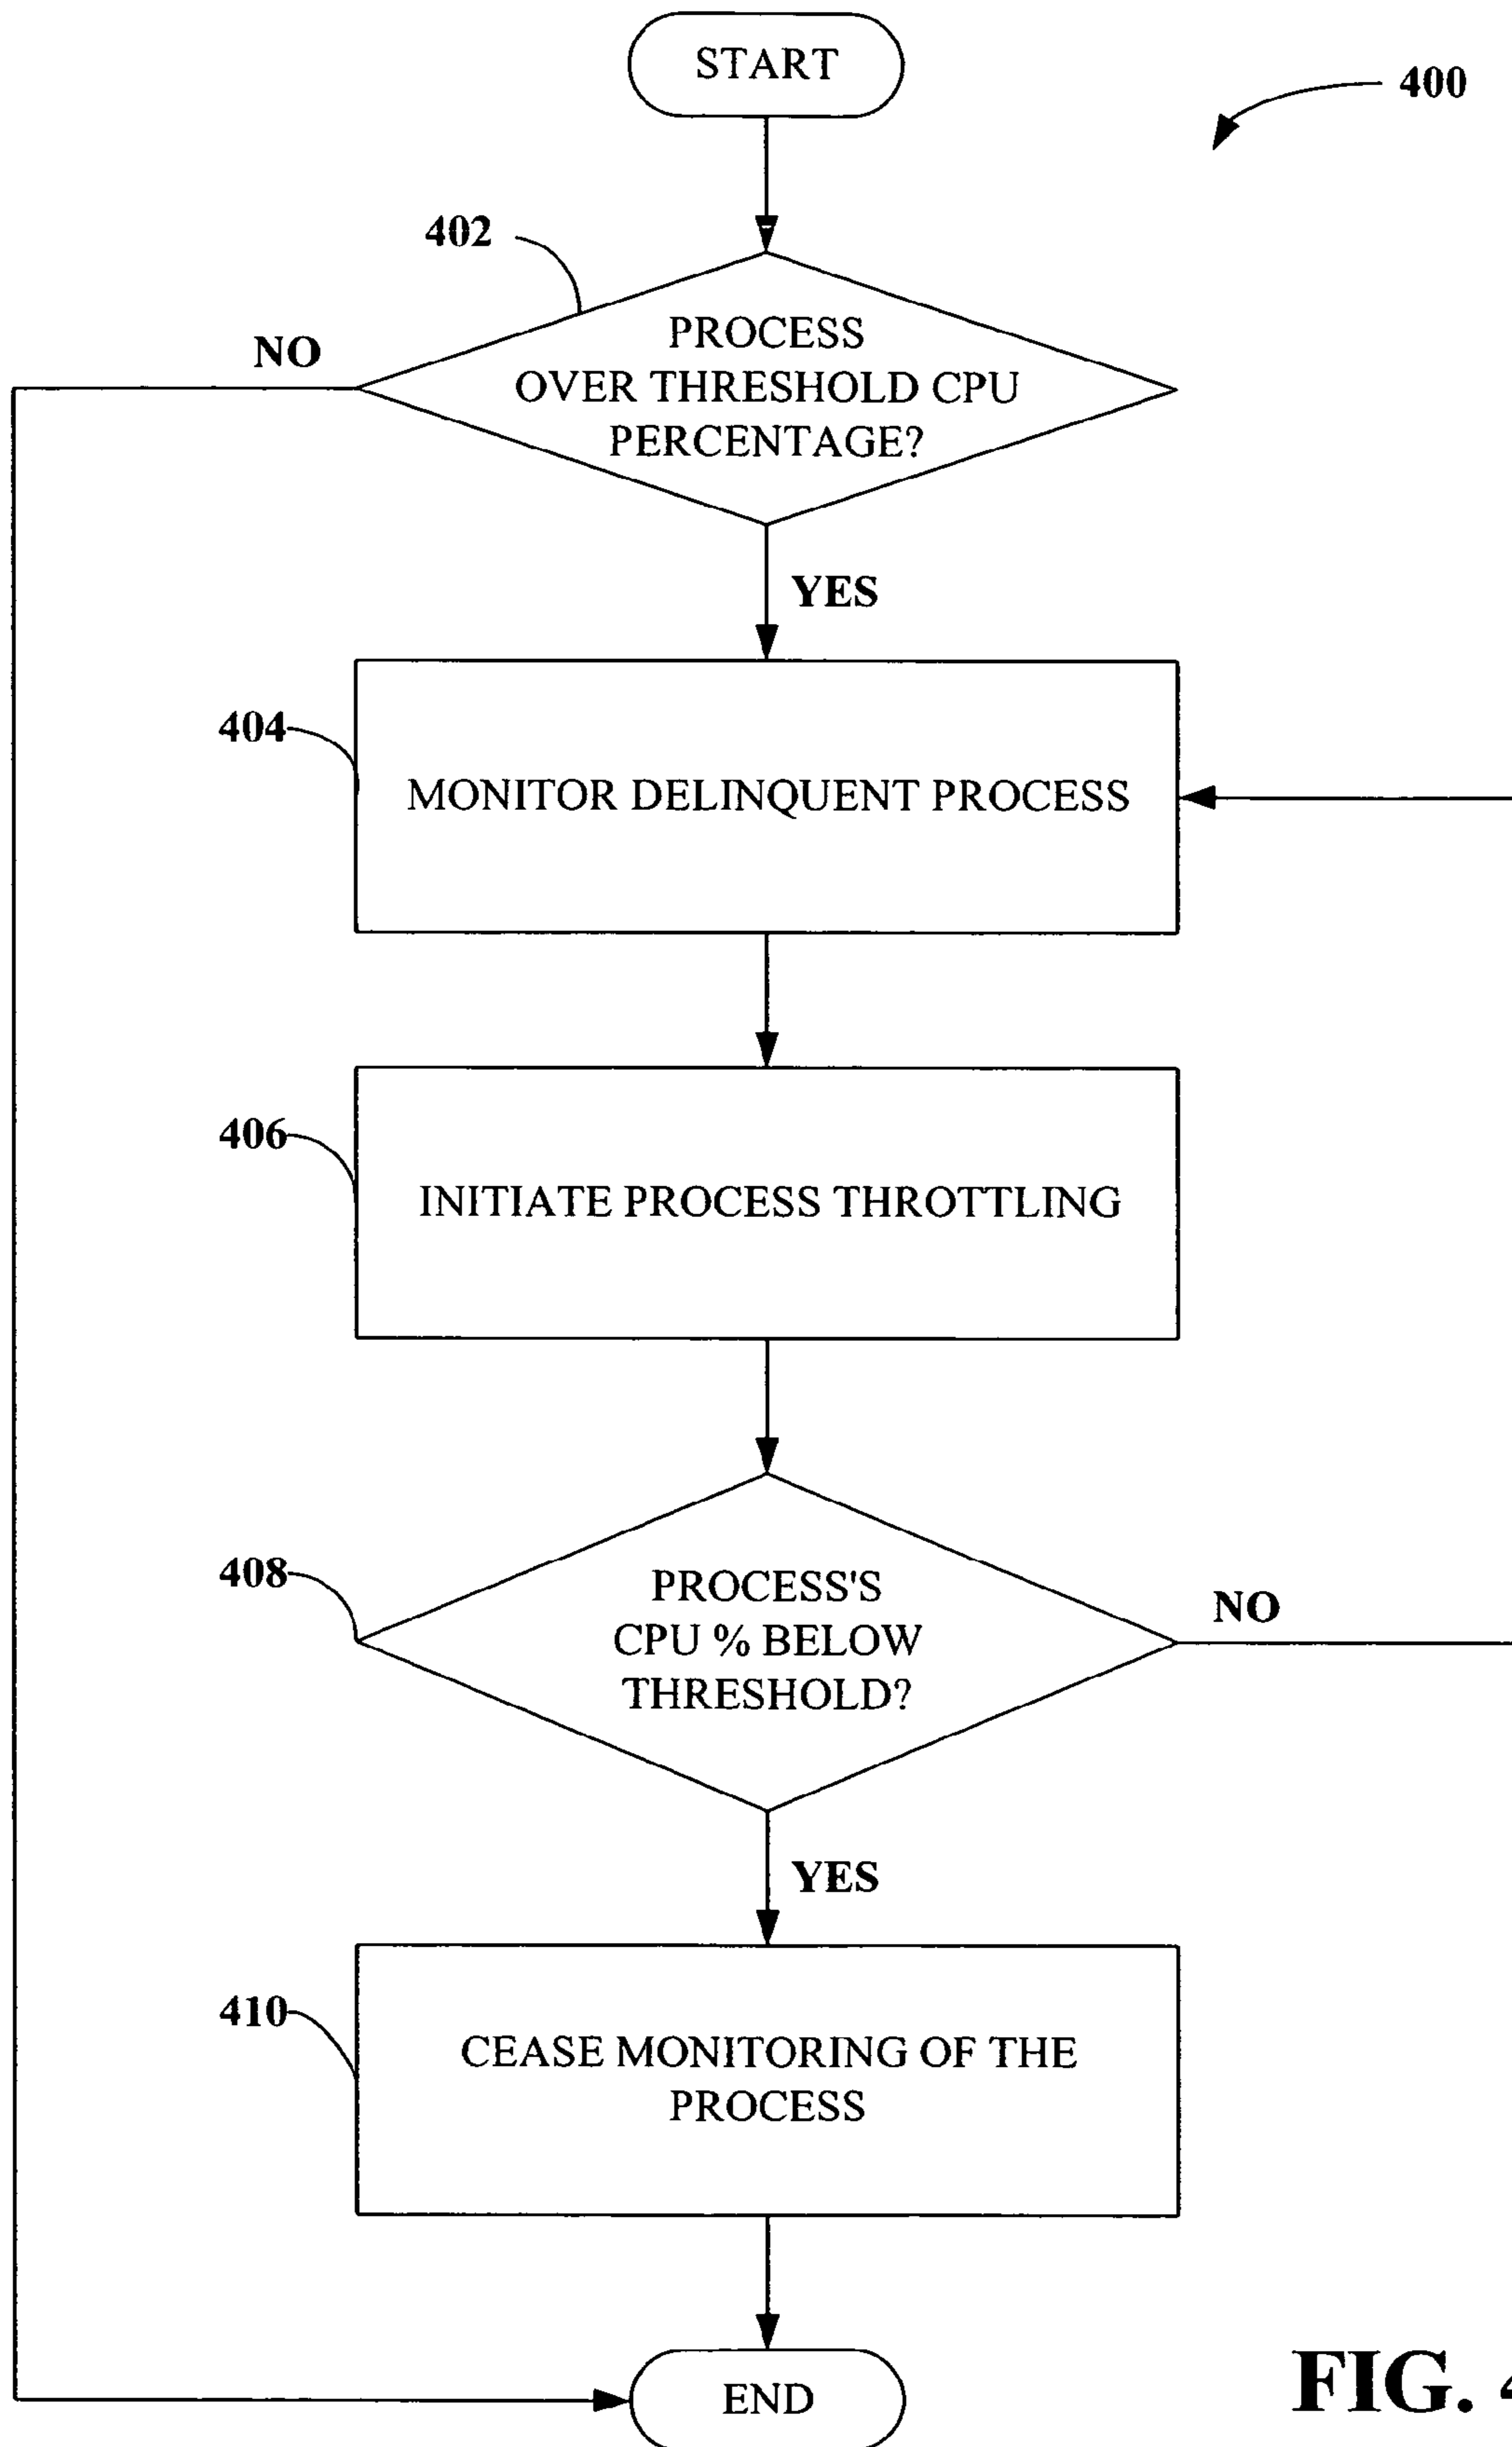 START
400
402
NO
PROCESS
OVER THRESHOLD CPU
PERCENTAGE?
YES
404
MONITOR DELINQUENT PROCESS
406
INITIATE PROCESS THROTTLING
408
PROCESS'S
CPU % BELOW
THRESHOLD?
NO
YES
410
CEASE MONITORING OF THE
PROCESS
END
FIG. 4